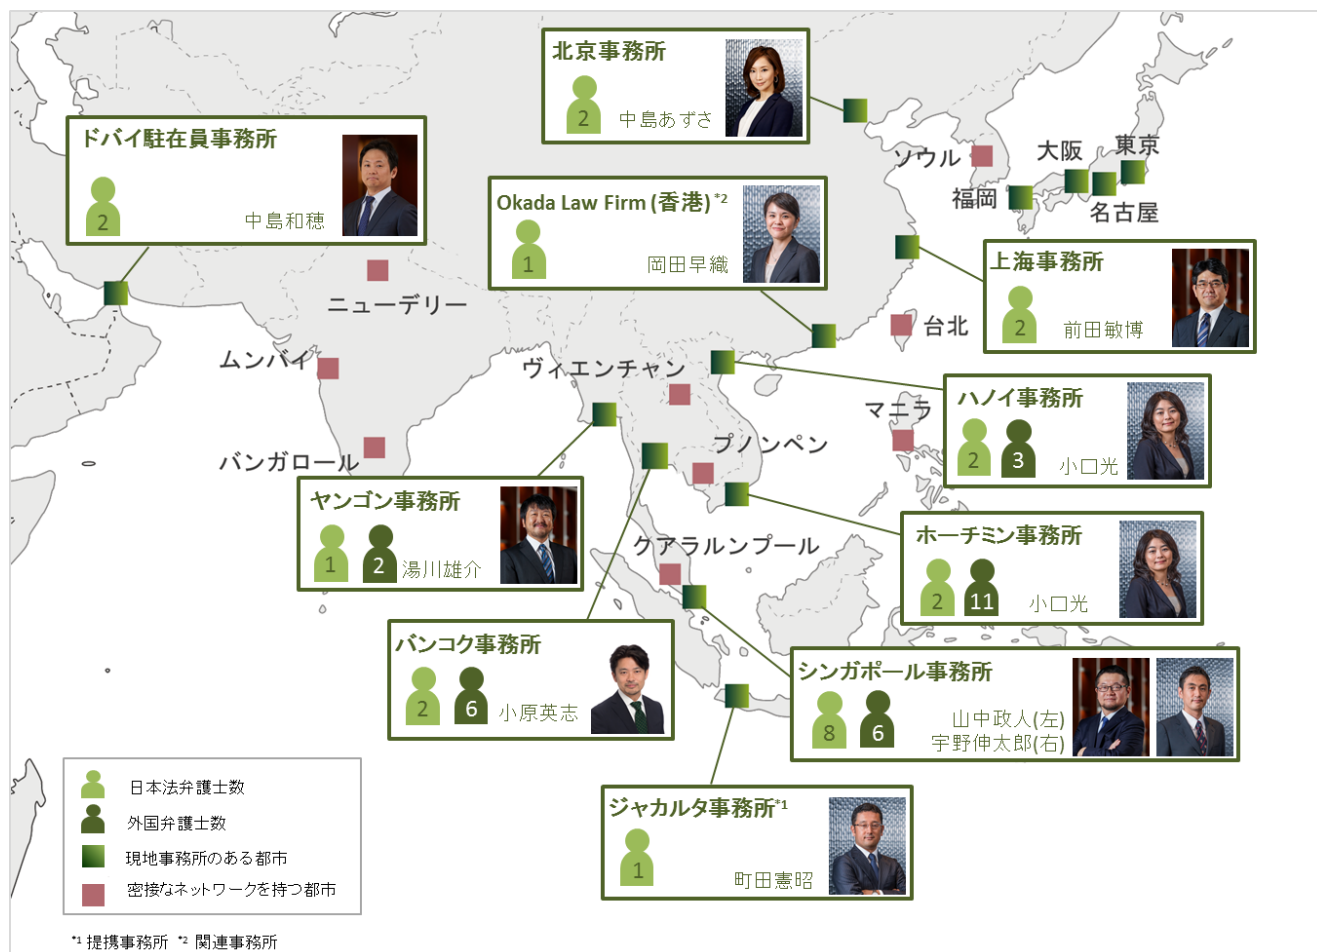 北京事務所
2
中島あずさ
ドバイ駐在員事務所
2
中島和穂
Okada Law Firm (香港) *2
1
岡田早織
ソウル
大阪
東京
福岡
名古屋
上海事務所
2
前田敏博
ニューデリー
台北
ムンバイ
ヴィエンチャン
ハノイ事務所
2
3
小口光
マニラ
バンガロール
プノンペン
ヤンゴン事務所
1
2
湯川雄介
ホーチミン事務所
2
11
小口光
クアラルンプール
バンコク事務所
2
6
小原英志
シンガポール事務所
8
6
山中政人(左)
宇野伸太郎(右)
ジャカルタ事務所*1
1
町田憲昭
日本法弁護士数
外国弁護士数
現地事務所のある都市
密接なネットワークを持つ都市
*1 提携事務所 *2 関連事務所